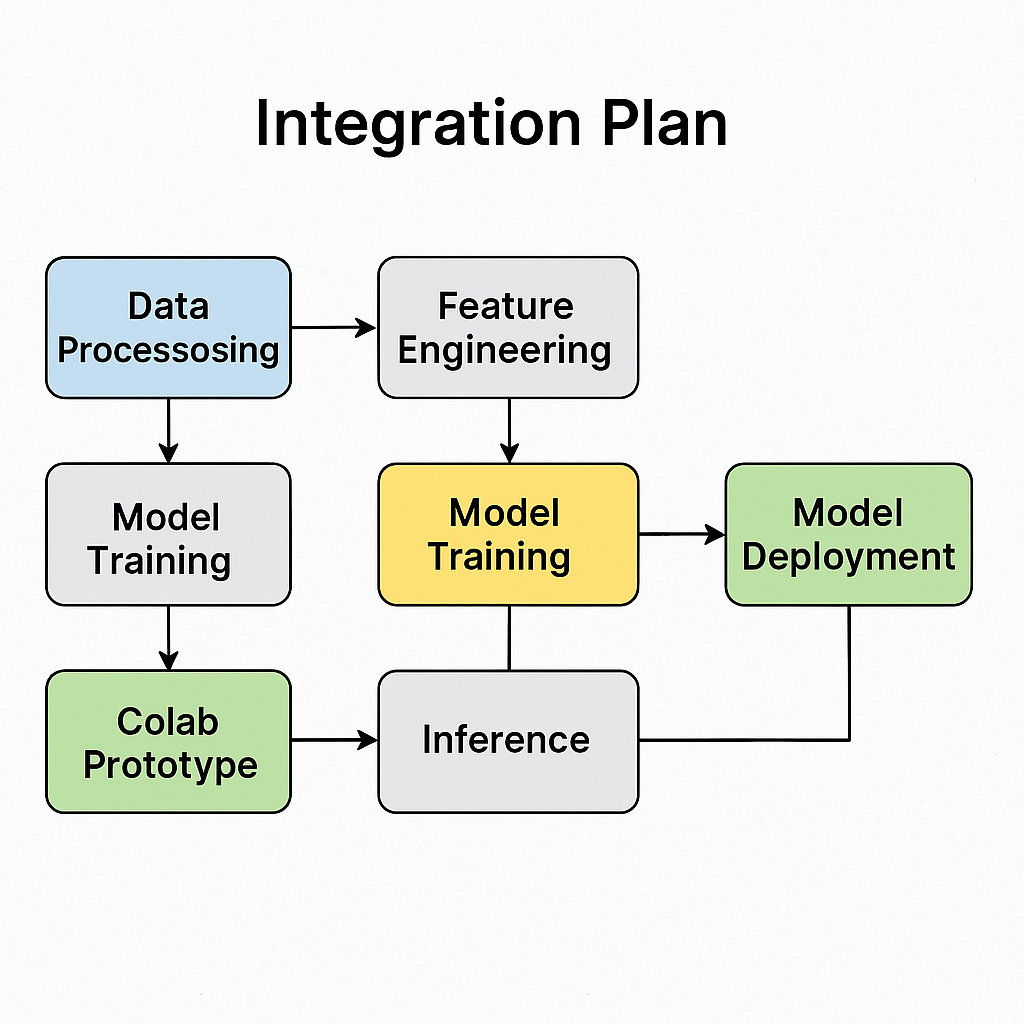 Integration Plan
Data
Processosing
Feature
Engineering
Model
Training
Model
Training
Model
Deployment
Colab
Prototype
Inference